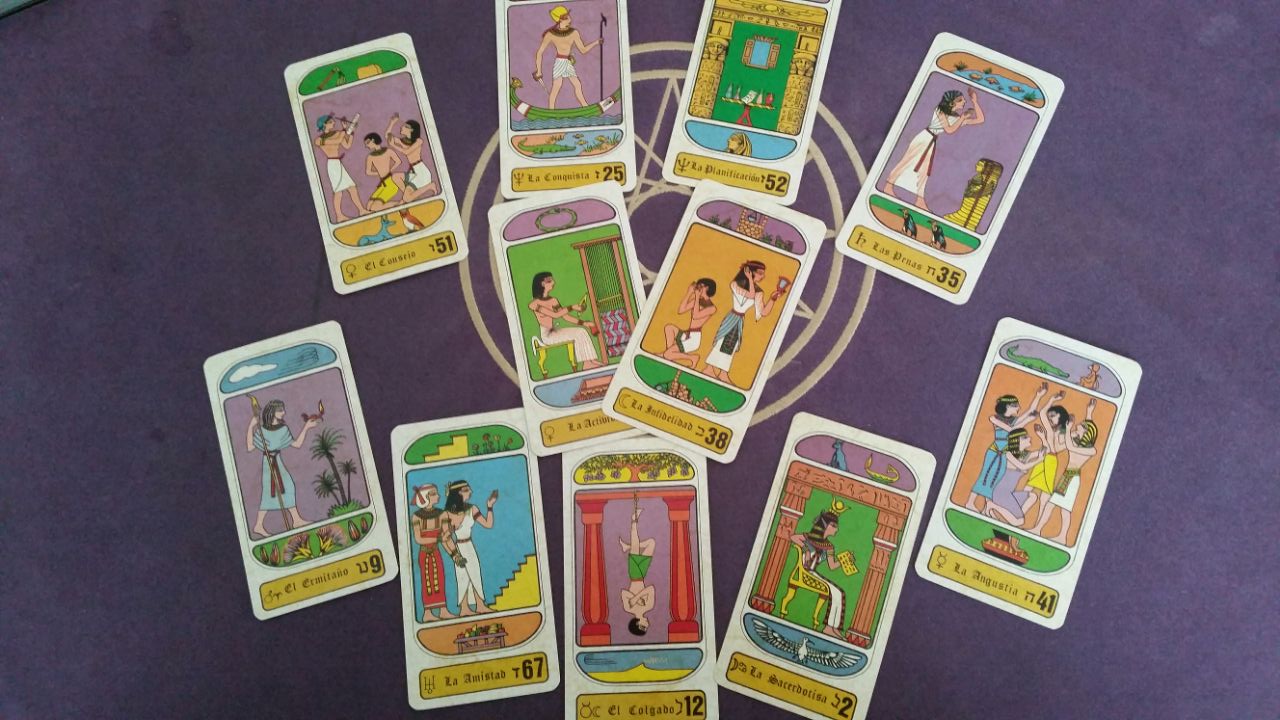 La Conquista 25
La Planificación 52
El Consejo 51
Las Penas ה 35
La Activi
La Infidelidad 38
El Ermitaño 9
La Amistad 67
El Colgado 12
La Sacerdotisa 2
La Angustia ה 41